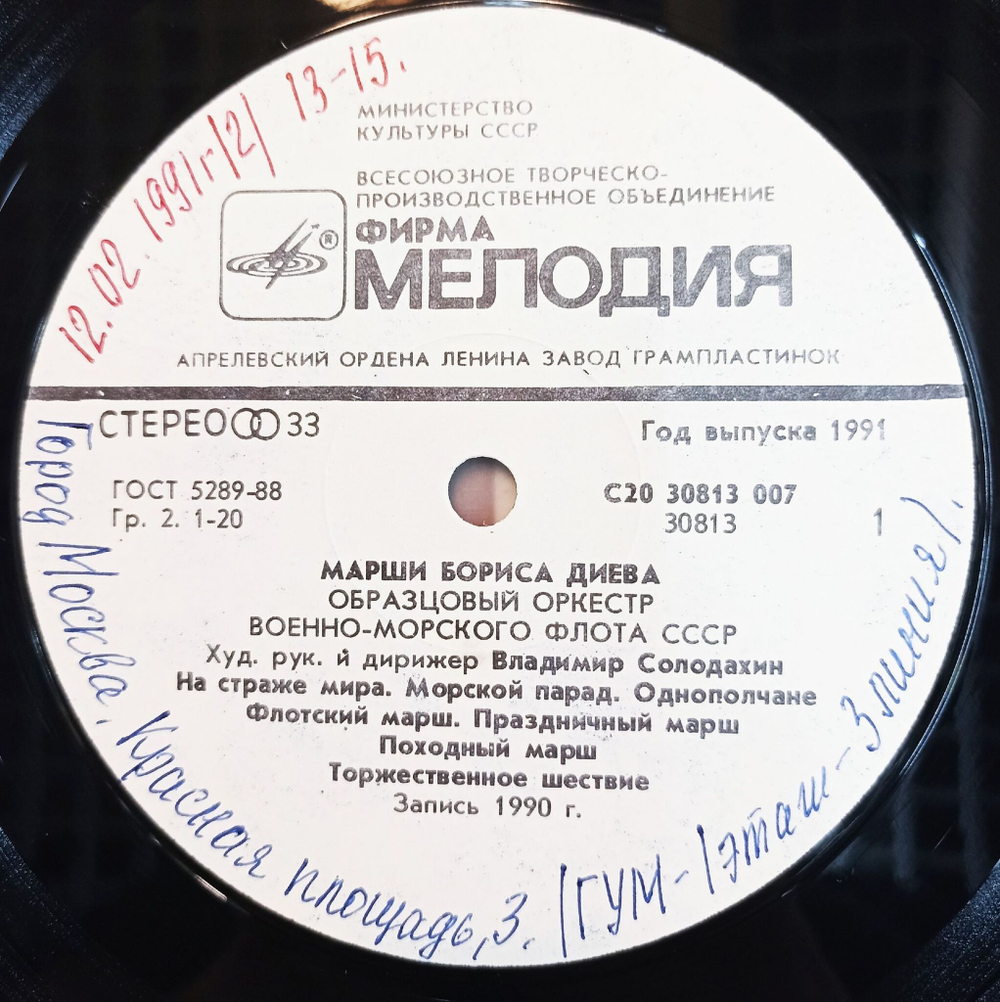 12.02.1991г/2/ 13-15.
МИНИСТЕРСТВО
КУЛЬТУРЫ СССР
ВСЕСОЮЗНОЕ ТВОРЧЕСКО-
ПРОИЗВОДСТВЕННОЕ ОБЪЕДИНЕНИЕ
ФИРМА
®
МЕЛОДИЯ
АПРЕЛЕВСКИЙ ОРДЕНА ЛЕНИНА ЗАВОД ГРАМПЛАСТИНОК
СТЕРЕО 33
Год выпуска 1991
ГОСТ 5289-88
Гр. 2. 1-20
С20 30813 007
30813
1
МАРШИ БОРИСА ДИЕВА
ОБРАЗЦОВЫЙ ОРКЕСТР
ВОЕННО-МОРСКОГО ФЛОТА СССР
Худ. рук. й дирижер Владимир Солодахин
На страже мира. Морской парад. Однополчане
Флотский марш. Праздничный марш
Походный марш
Торжественное шествие
Запись 1990 г.
Город Москва, Красная площадь, 3. /ГУМ-1этаж-3линия/.